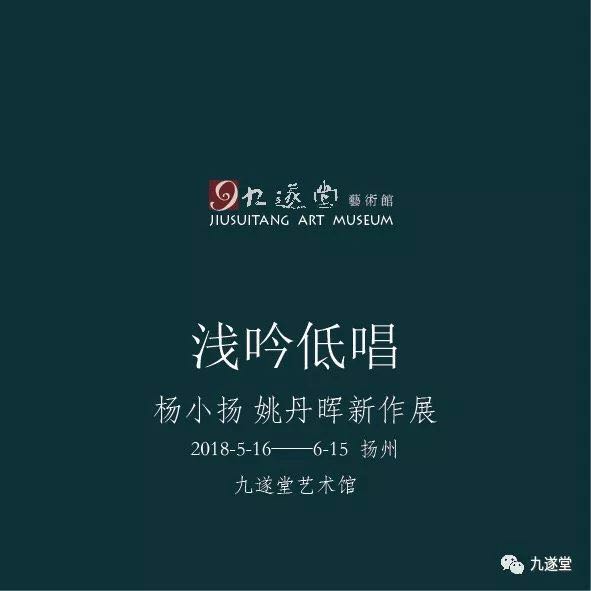 九遂堂 藝術館
JIUSUITANG ART MUSEUM
浅吟低唱
杨小扬 姚丹晖新作展
2018-5-16——6-15 扬州
九遂堂艺术馆
九遂堂